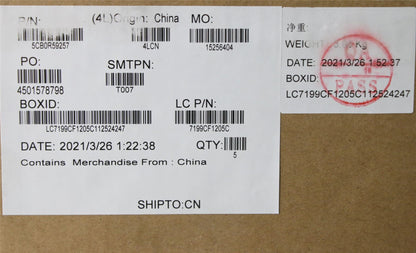 P/N: (4L)Origin: China MO:
5CB0R59257 4LCN 15256404
PO: SMTPN:
4501578798 T007
BOXID: LC P/N:
LC7199CF1205C112524247 7199CF1205C
DATE: 2021/3/26 1:22:38 QTY:
5
Contains Merchandise From : China
SHIPTO:CN
净重:
WEIGHT: Kg
DATE: 2021/3/26 1:52:37
BOXID:
LC7199CF1205C112524247
QA
PASS